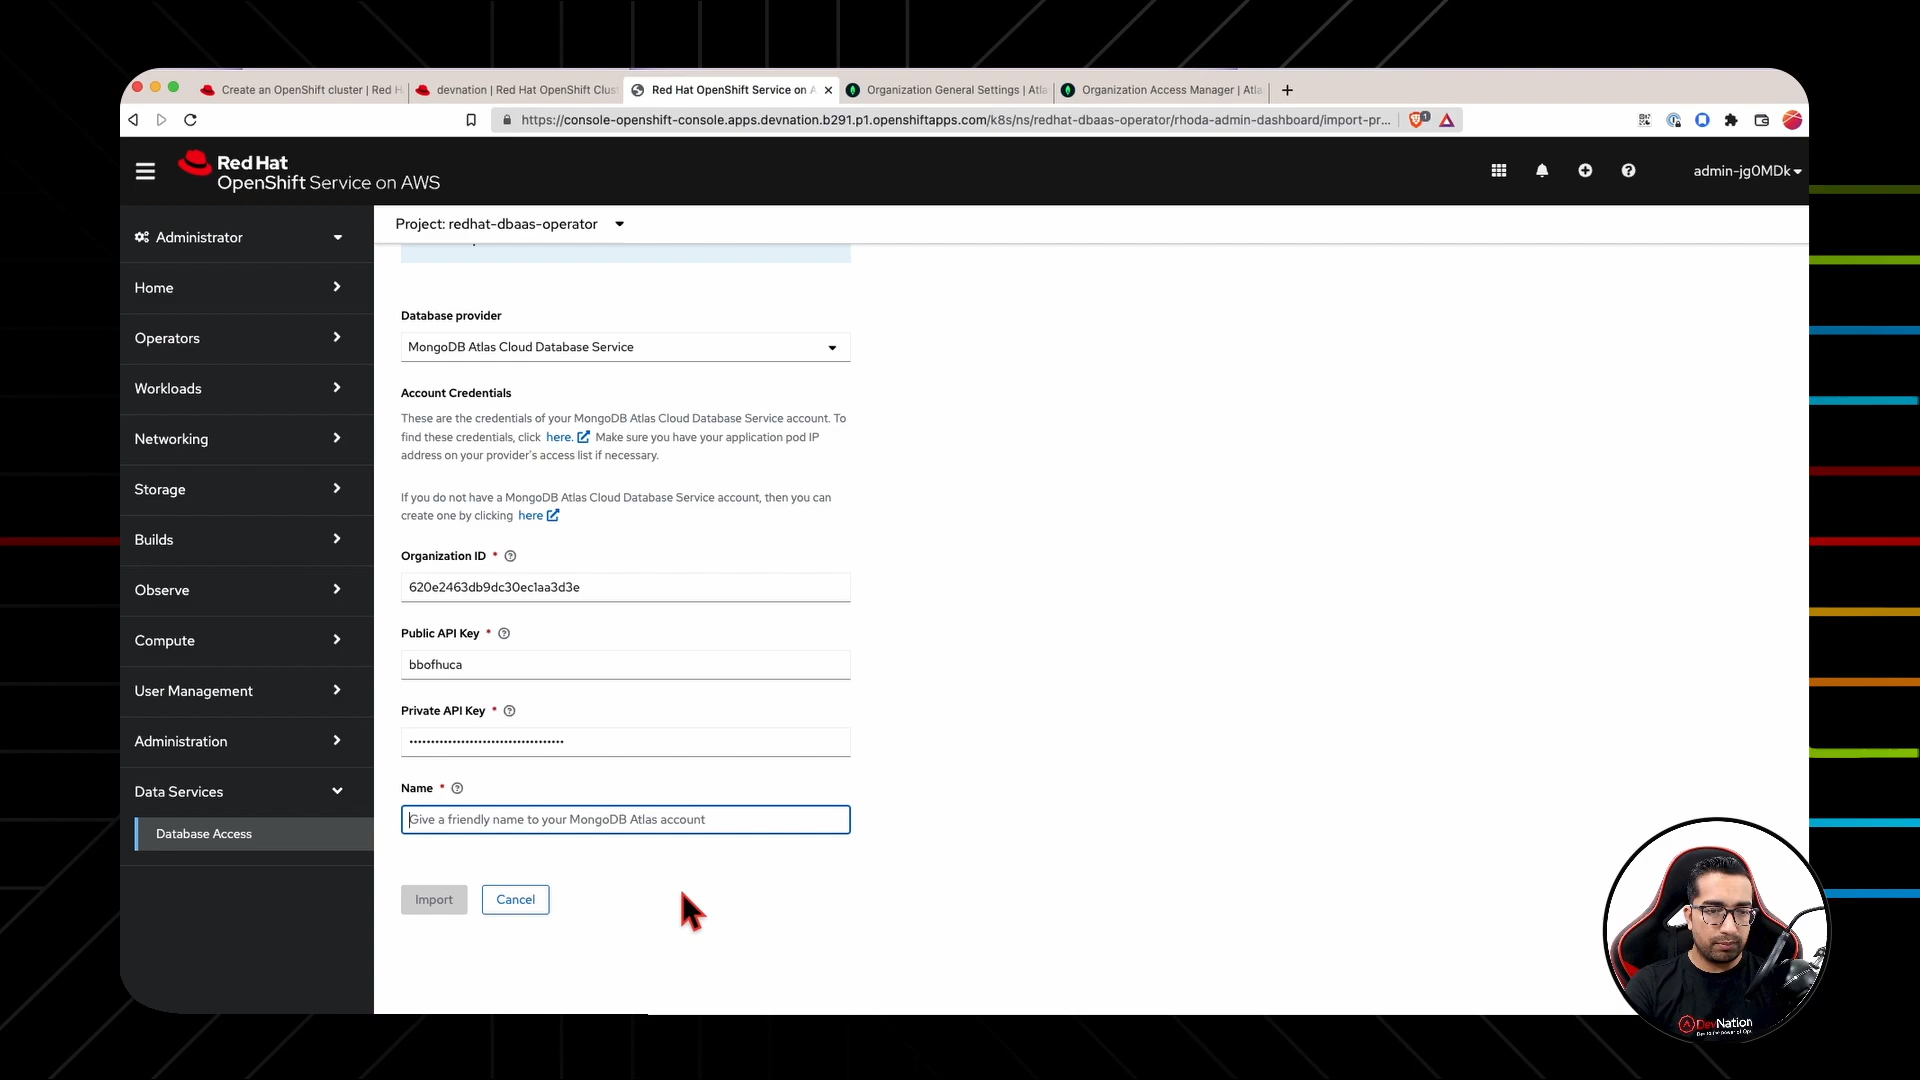 Create an OpenShift cluster | Red H
devnation | Red Hat OpenShift Clus
Red Hat OpenShift Service on A
Organization General Settings | Atla
Organization Access Manager | Atla
https://console-openshift-console.apps.devnation.b291.p1.openshiftapps.com/k8s/ns/redhat-dbaas-operator/rhoda-admin-dashboard/import-pr...
1
Red Hat
OpenShift Service on AWS
admin-jg0MDk
Administrator
Home
Operators
Workloads
Networking
Storage
Builds
Observe
Compute
User Management
Administration
Data Services
Database Access
Project: redhat-dbaas-operator
Database provider
MongoDB Atlas Cloud Database Service
Account Credentials
These are the credentials of your MongoDB Atlas Cloud Database Service account. To
find these credentials, click here. Make sure you have your application pod IP
address on your provider's access list if necessary.
If you do not have a MongoDB Atlas Cloud Database Service account, then you can
create one by clicking here
Organization ID *
620e2463db9dc30ec1aa3d3e
Public API Key *
bbofhuca
Private API Key *
Name *
Give a friendly name to your MongoDB Atlas account
Import
Cancel
DevNation